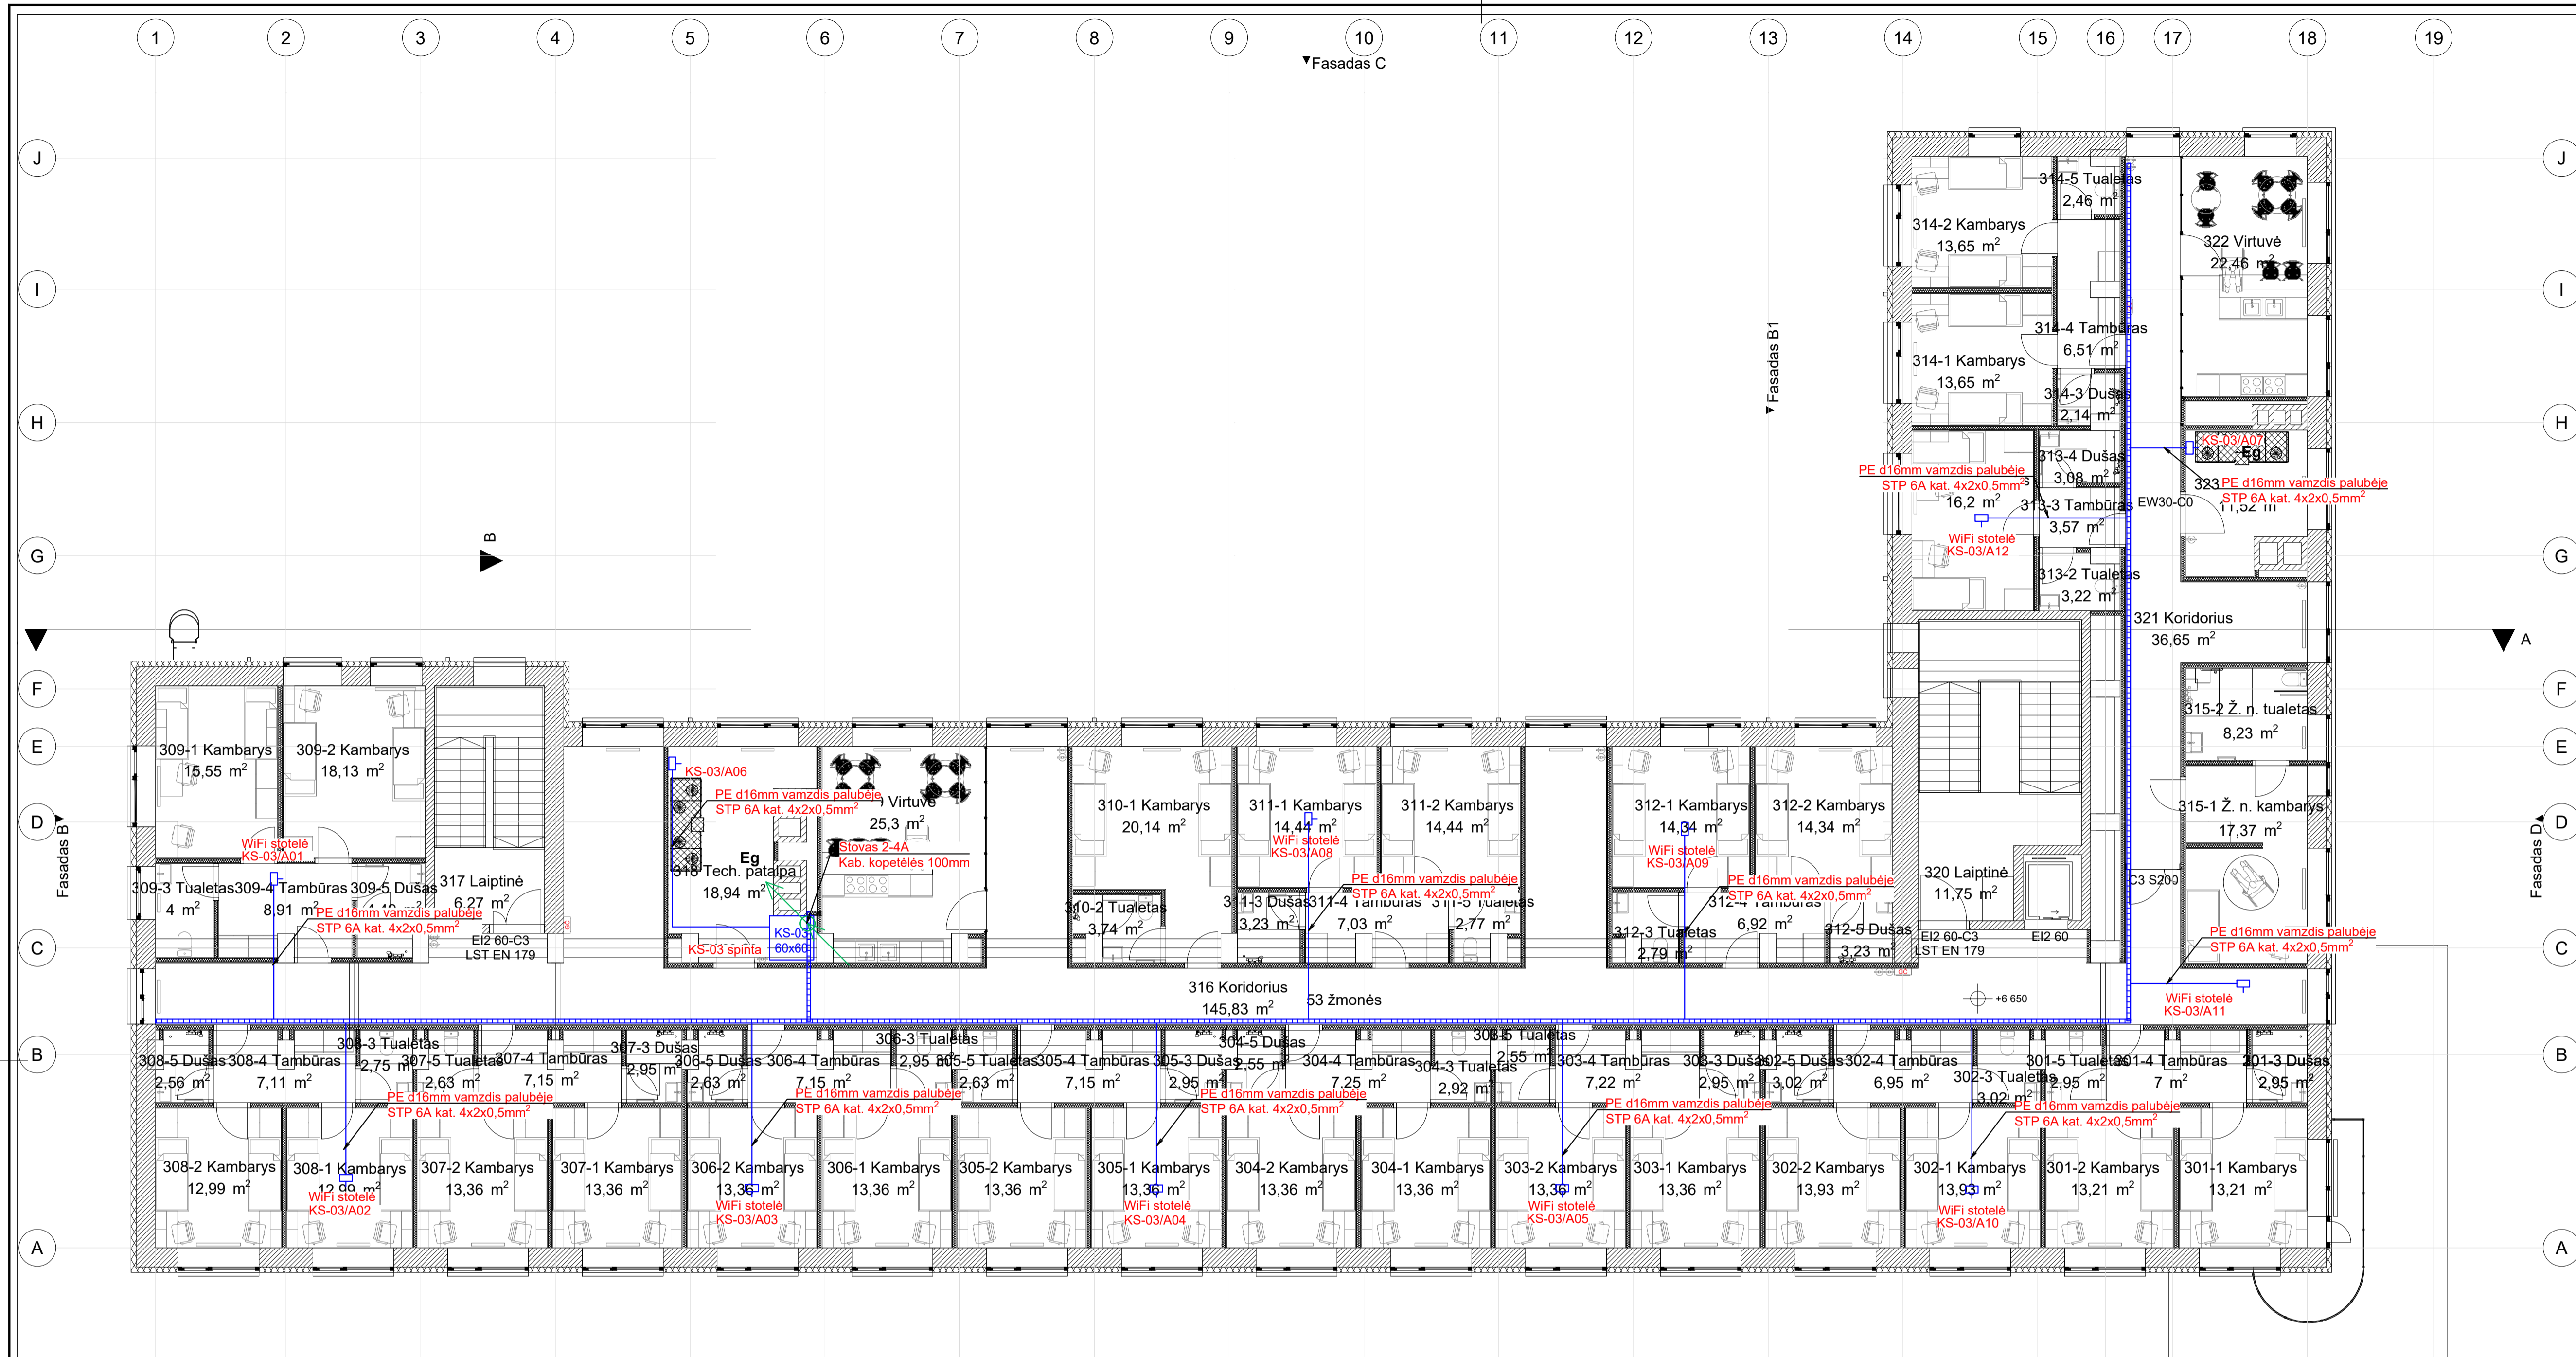 1 2 3 4 5 6 7 8 9 10 11 12 13 14 15 16 17 18 19
Fasadas C
J
J
314-5 Tualetas
2,46 m²
314-2 Kambarys
13,65 m²
322 Virtuvė
22,46 m²
I
I
Fasadas B1
314-4 Tambūras
6,51 m²
314-1 Kambarys
13,65 m²
314-3 Dušas
2,14 m²
H
H
KS-03/A07
Eg
313-4 Dušas
3,08 m²
PE d16mm vamzdis palubėje
STP 6A kat. 4x2x0,5mm²
16,2 m²
323
PE d16mm vamzdis palubėje
STP 6A kat. 4x2x0,5mm²
11,52 m
EW30-C0
313-3 Tambūras
3,57 m²
WiFi stotelė
KS-03/A12
B
G
G
313-2 Tualetas
3,22 m²
321 Koridorius
36,65 m²
A
F
F
315-2 Ž. n. tualetas
8,23 m²
E
E
309-1 Kambarys
15,55 m²
309-2 Kambarys
18,13 m²
KS-03/A06
PE d16mm vamzdis palubėje
STP 6A kat. 4x2x0,5mm²
Virtuvė
25,3 m²
310-1 Kambarys
20,14 m²
311-1 Kambarys
14,44 m²
311-2 Kambarys
14,44 m²
312-1 Kambarys
14,34 m²
312-2 Kambarys
14,34 m²
315-1 Ž. n. kambarys
17,37 m²
D
D
Fasadas B
Fasadas D
WiFi stotelė
KS-03/A01
Stovas 2-4A
Kab. kopetėlės 100mm
WiFi stotelė
KS-03/A08
WiFi stotelė
KS-03/A09
Eg
318 Tech. patalpa
18,94 m²
309-3 Tualetas
4 m²
309-4 Tambūras
8,91 m²
309-5 Dušas
317 Laiptinė
6,27 m²
PE d16mm vamzdis palubėje
STP 6A kat. 4x2x0,5mm²
EI2 60-C3
LST EN 179
KS-03
60x60
KS-03 spinta
310-2 Tualetas
3,74 m²
311-3 Dušas
3,23 m²
311-4 Tambūras
7,03 m²
311-5 Tualetas
2,77 m²
PE d16mm vamzdis palubėje
STP 6A kat. 4x2x0,5mm²
PE d16mm vamzdis palubėje
STP 6A kat. 4x2x0,5mm²
312-4 Tambūras
6,92 m²
312-3 Tualetas
2,79 m²
312-5 Dušas
3,23 m²
320 Laiptinė
11,75 m²
EI2 60-C3
LST EN 179
EI2 60
C3 S200
PE d16mm vamzdis palubėje
STP 6A kat. 4x2x0,5mm²
C
C
316 Koridorius
145,83 m²
53 žmonės
+6 650
WiFi stotelė
KS-03/A11
B
B
308-5 Dušas
2,56 m²
308-4 Tambūras
7,11 m²
308-3 Tualetas
2,75 m²
307-5 Tualetas
2,63 m²
307-4 Tambūras
7,15 m²
307-3 Dušas
2,95 m²
306-5 Dušas
2,63 m²
306-4 Tambūras
7,15 m²
306-3 Tualetas
2,95 m²
305-5 Tualetas
2,63 m²
305-4 Tambūras
7,15 m²
305-3 Dušas
2,95 m²
304-5 Dušas
2,55 m²
304-4 Tambūras
7,25 m²
304-3 Tualetas
2,92 m²
303-5 Tualetas
2,55 m²
303-4 Tambūras
7,22 m²
303-3 Dušas
2,95 m²
302-5 Dušas
3,02 m²
302-4 Tambūras
6,95 m²
302-3 Tualetas
3,02 m²
301-5 Tualetas
2,95 m²
301-4 Tambūras
7 m²
301-3 Dušas
2,95 m²
PE d16mm vamzdis palubėje
STP 6A kat. 4x2x0,5mm²
PE d16mm vamzdis palubėje
STP 6A kat. 4x2x0,5mm²
PE d16mm vamzdis palubėje
STP 6A kat. 4x2x0,5mm²
PE d16mm vamzdis palubėje
STP 6A kat. 4x2x0,5mm²
PE d16mm vamzdis palubėje
STP 6A kat. 4x2x0,5mm²
308-2 Kambarys
12,99 m²
308-1 Kambarys
12,99 m²
307-2 Kambarys
13,36 m²
307-1 Kambarys
13,36 m²
306-2 Kambarys
13,36 m²
306-1 Kambarys
13,36 m²
305-2 Kambarys
13,36 m²
305-1 Kambarys
13,36 m²
304-2 Kambarys
13,36 m²
304-1 Kambarys
13,36 m²
303-2 Kambarys
13,36 m²
303-1 Kambarys
13,36 m²
302-2 Kambarys
13,93 m²
302-1 Kambarys
13,93 m²
301-2 Kambarys
13,21 m²
301-1 Kambarys
13,21 m²
WiFi stotelė
KS-03/A02
WiFi stotelė
KS-03/A03
WiFi stotelė
KS-03/A04
WiFi stotelė
KS-03/A05
WiFi stotelė
KS-03/A10
A
A